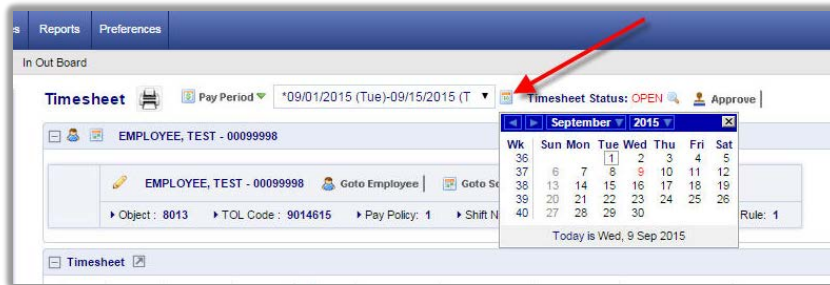 s Reports Preferences
In Out Board
Timesheet Pay Period *09/01/2015 (Tue)-09/15/2015 (T Timesheet Status: OPEN Approve
September 2015 X
EMPLOYEE, TEST - 00099998
Wk Sun Mon Tue Wed Thu Fri Sat
36 1 2 3 4 5
37 6 7 8 9 10 11 12
38 13 14 15 16 17 18 19
39 20 21 22 23 24 25 26
40 27 28 29 30
Today is Wed, 9 Sep 2015
EMPLOYEE, TEST - 00099998 Goto Employee Goto Sc
Object : 8013 TOL Code : 9014615 Pay Policy: 1 Shift N Rule: 1
Timesheet